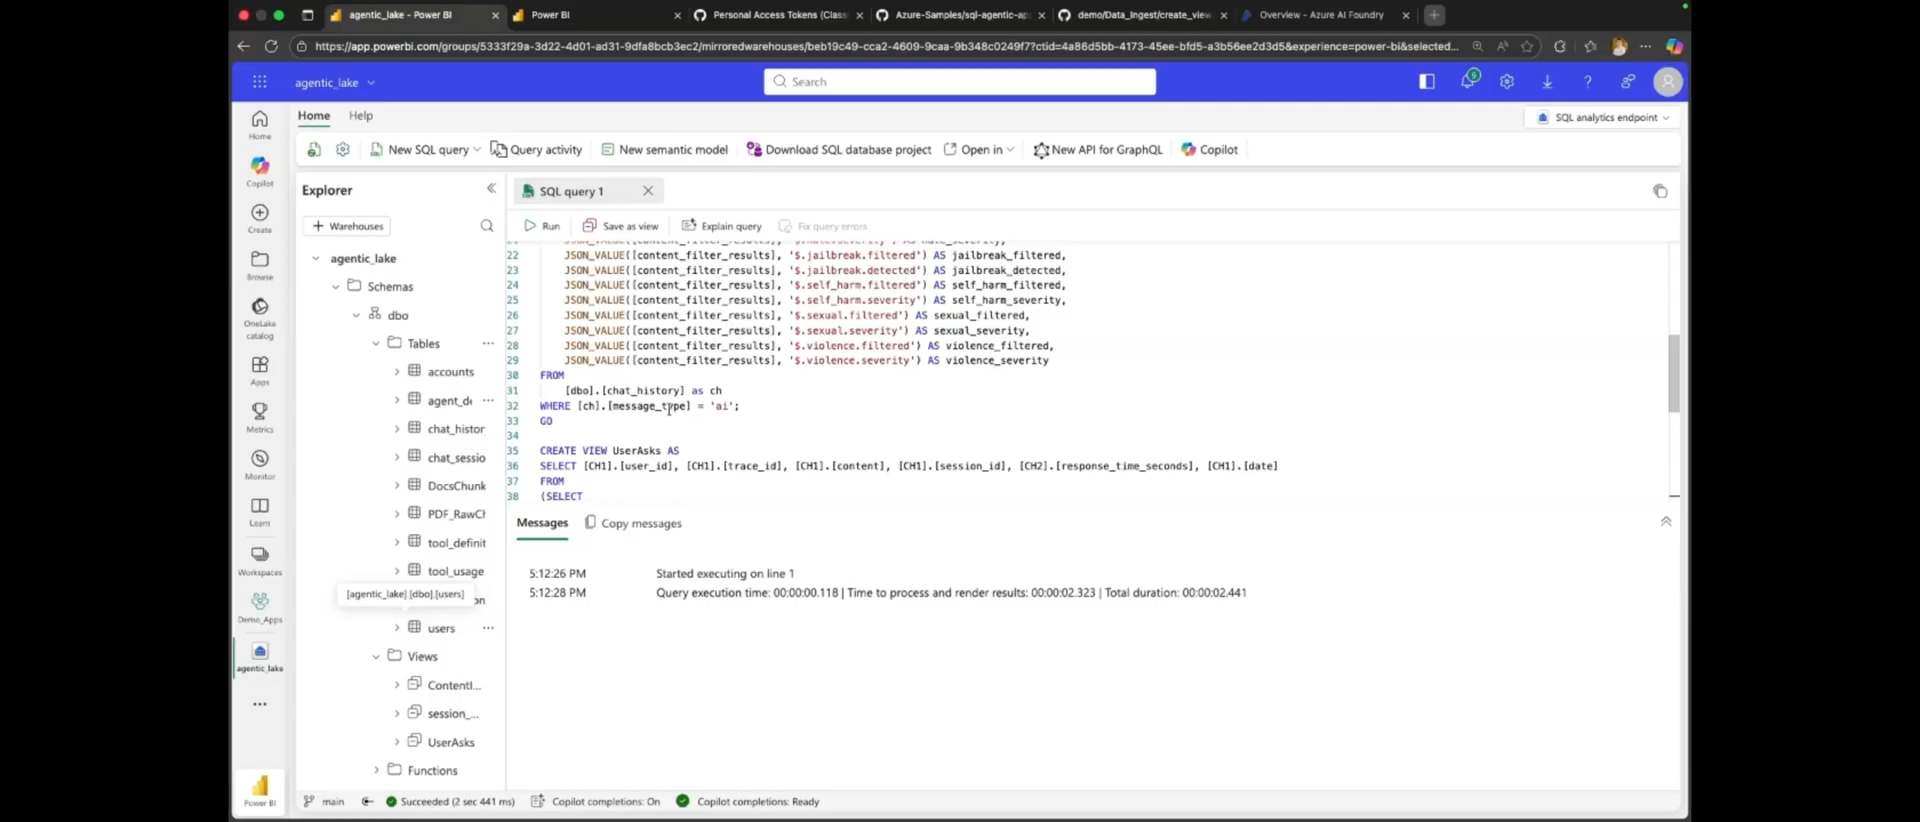 agentic_lake - Power BI
Power BI
Personal Access Tokens (Class
Azure-Samples/sql-agentic-ap
demo/Data_Ingest/create_view
Overview - Azure AI Foundry
https://app.powerbi.com/groups/5333f29a-3d22-4d01-ad31-9dfa8bcb3ec2/mirroredwarehouses/beb19c49-cca2-4609-9caa-9b348c0249f7?ctid=4a86d5bb-4173-45ee-bfd5-a3b56ee2d3d5&experience=power-bi&selected...
agentic_lake
Search
9
Home
Help
SQL analytics endpoint
New SQL query
Query activity
New semantic model
Download SQL database project
Open in
New API for GraphQL
Copilot
Home
Copilot
Create
Browse
OneLake
catalog
Apps
Metrics
Monitor
Learn
Workspaces
Demo_Apps
agentic_lake
...
Power BI
Explorer
+ Warehouses
agentic_lake
Schemas
dbo
Tables
accounts
agent_de
chat_histor
chat_sessio
DocsChunk
PDF_RawCh
tool_definit
tool_usage
[agentic_lake].[dbo].[users]
on
users
Views
ContentI...
session_...
UserAsks
Functions
SQL query 1
Run
Save as view
Explain query
Fix query errors
22 JSON_VALUE([content_filter_results], '$.jailbreak.filtered') AS jailbreak_filtered,
23 JSON_VALUE([content_filter_results], '$.jailbreak.detected') AS jailbreak_detected,
24 JSON_VALUE([content_filter_results], '$.self_harm.filtered') AS self_harm_filtered,
25 JSON_VALUE([content_filter_results], '$.self_harm.severity') AS self_harm_severity,
26 JSON_VALUE([content_filter_results], '$.sexual.filtered') AS sexual_filtered,
27 JSON_VALUE([content_filter_results], '$.sexual.severity') AS sexual_severity,
28 JSON_VALUE([content_filter_results], '$.violence.filtered') AS violence_filtered,
29 JSON_VALUE([content_filter_results], '$.violence.severity') AS violence_severity
30 FROM
31 [dbo].[chat_history] as ch
32 WHERE [ch].[message_type] = 'ai';
33 GO
34
35 CREATE VIEW UserAsks AS
36 SELECT [CH1].[user_id], [CH1].[trace_id], [CH1].[content], [CH1].[session_id], [CH2].[response_time_seconds], [CH1].[date]
37 FROM
38 (SELECT
Messages
Copy messages
5:12:26 PM Started executing on line 1
5:12:28 PM Query execution time: 00:00:00.118 | Time to process and render results: 00:00:02.323 | Total duration: 00:00:02.441
main
Succeeded (2 sec 441 ms)
Copilot completions: On
Copilot completions: Ready